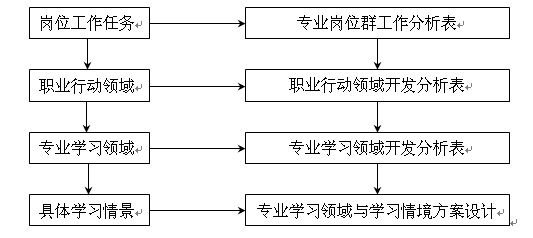 岗位工作任务
专业岗位群工作分析表
职业行动领域
职业行动领域开发分析表
专业学习领域
专业学习领域开发分析表
具体学习情景
专业学习领域与学习情境方案设计